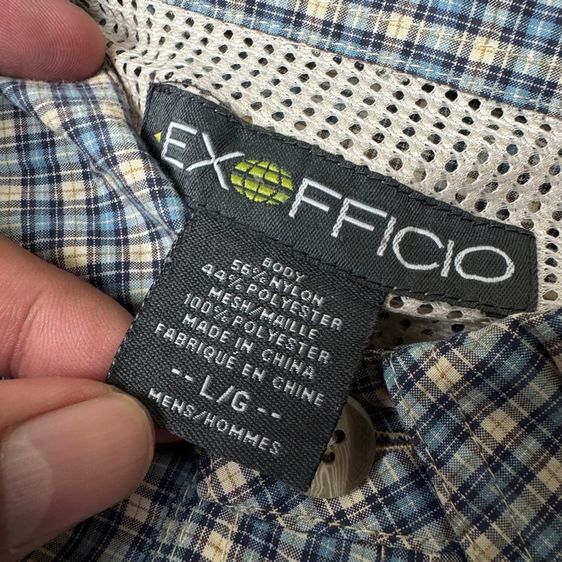 EXOFFICIO
BODY
56% NYLON
44% POLYESTER
MESH/MAILLE
100% POLYESTER
MADE IN CHINA
FABRIQUÉ EN CHINE
-- L/G --
MENS/HOMMES